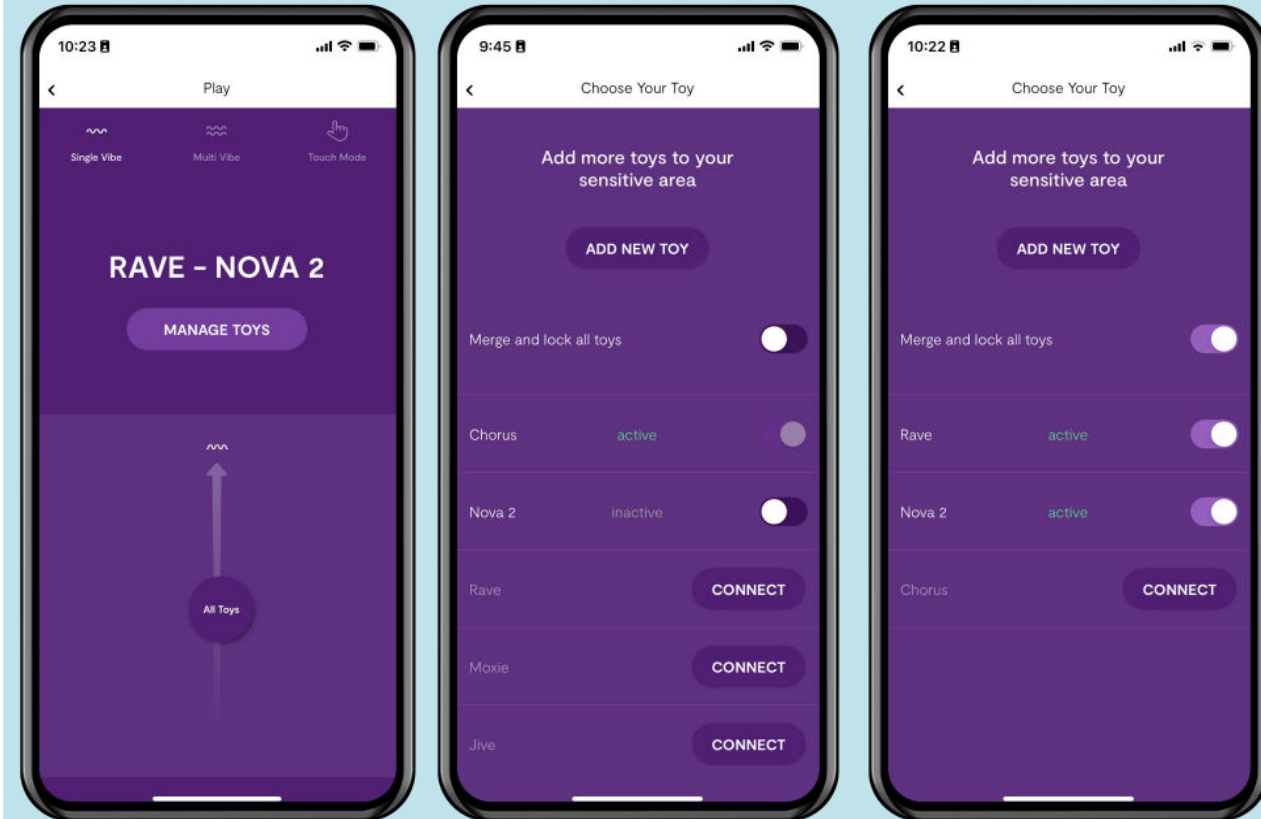 10:23
Play
Single Vibe
Multi Vibe
Touch Mode
RAVE - NOVA 2
MANAGE TOYS
All Toys
9:45
Choose Your Toy
Add more toys to your
sensitive area
ADD NEW TOY
Merge and lock all toys
Chorus active
Nova 2 inactive
Rave CONNECT
Moxie CONNECT
Jive CONNECT
10:22
Choose Your Toy
Add more toys to your
sensitive area
ADD NEW TOY
Merge and lock all toys
Rave active
Nova 2 active
Chorus CONNECT